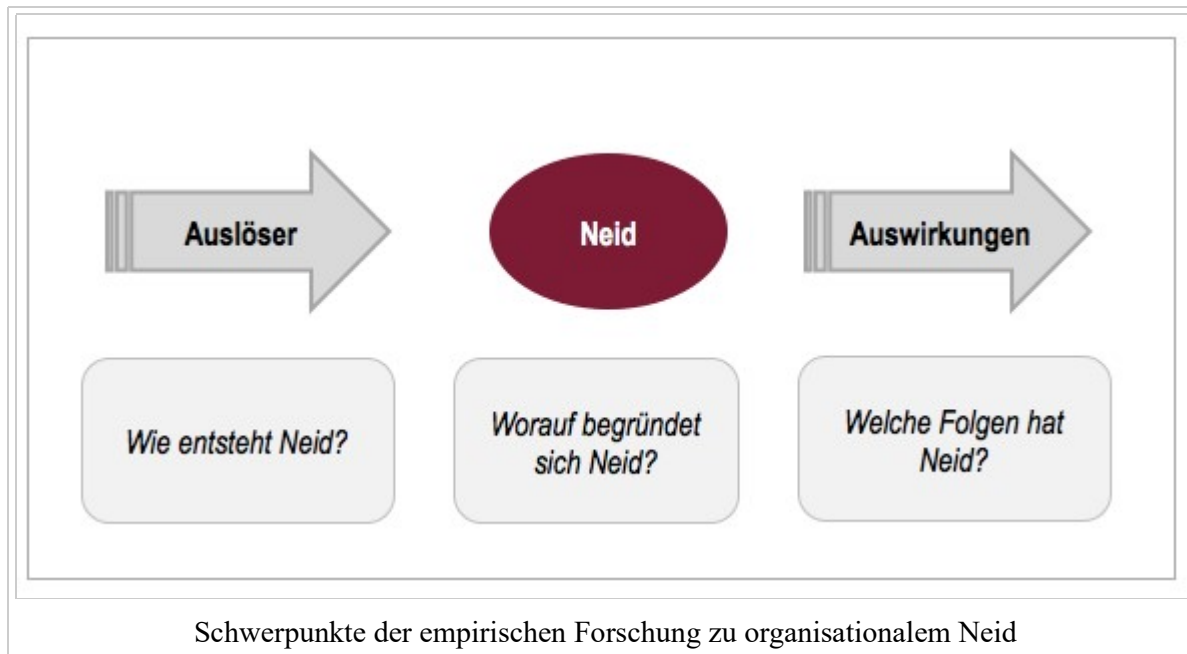 Auslöser
Neid
Auswirkungen
Wie entsteht Neid?
Worauf begründet
sich Neid?
Welche Folgen hat
Neid?
Schwerpunkte der empirischen Forschung zu organisationalem Neid